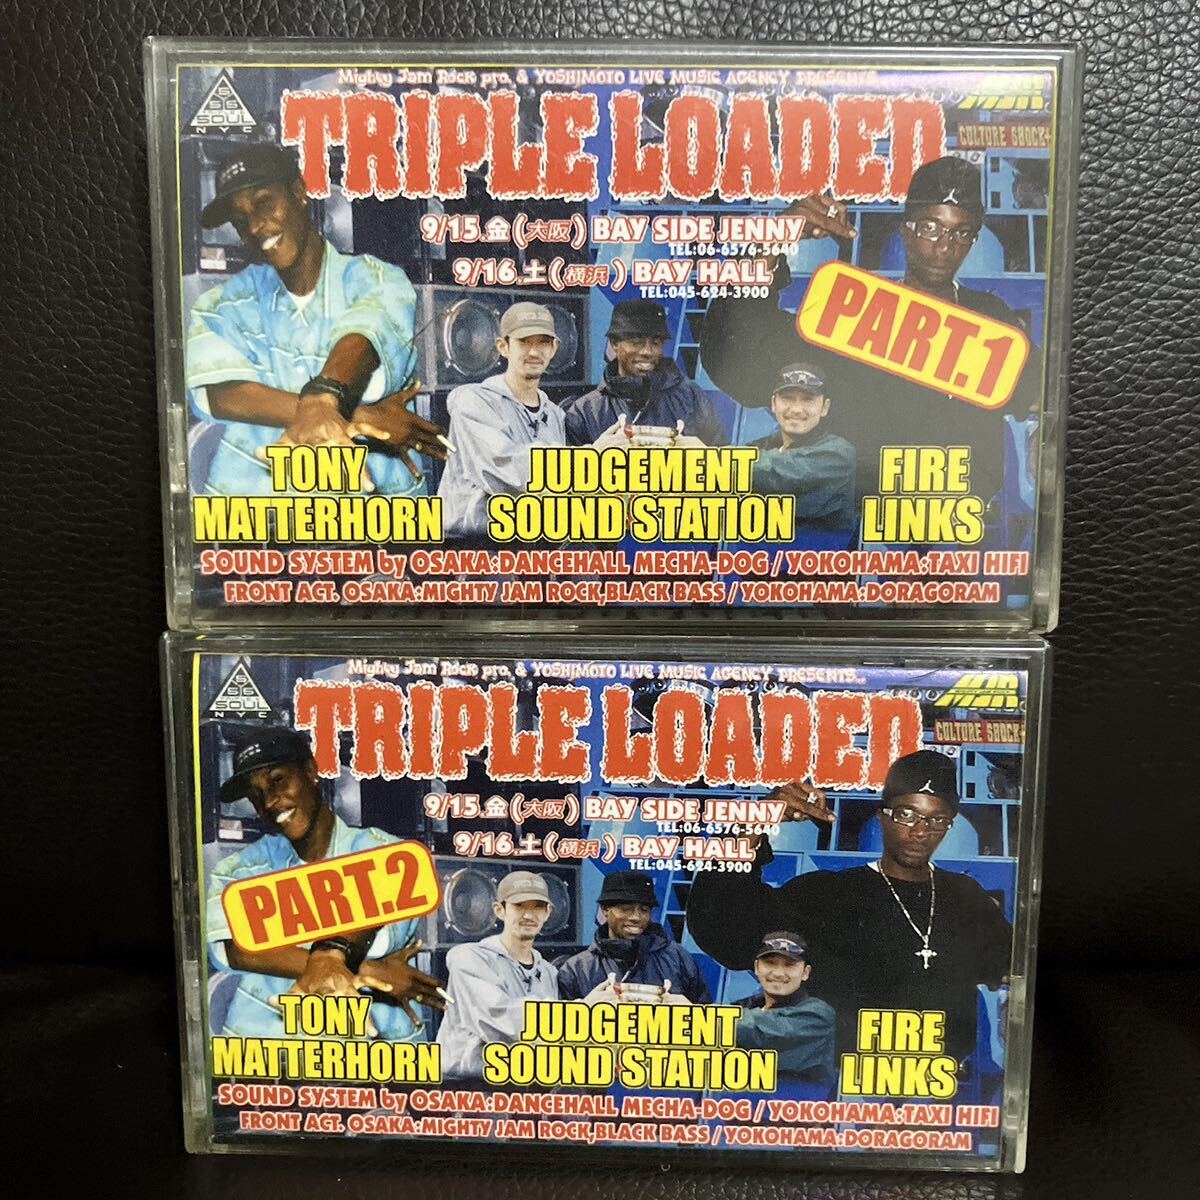 Mighty Jam Rock pro. & YOSHIMOTO LIVE MUSIC AGENCY PRESENTS...
SOUL
NYC
MJR
TRIPLE LOADED
CULTURE SHOCK
9/15.金(大阪) BAY SIDE JENNY
TEL:06-6576-5640
9/16.土(横浜) BAY HALL
TEL:045-624-3900
PART.1
TONY
MATTERHORN
JUDGEMENT
SOUND STATION
FIRE
LINKS
SOUND SYSTEM by OSAKA:DANCEHALL MECHA-DOG / YOKOHAMA:TAXI HIFI
FRONT ACT. OSAKA:MIGHTY JAM ROCK,BLACK BASS / YOKOHAMA:DORAGORAM
Mighty Jam Rock pro. & YOSHIMOTO LIVE MUSIC AGENCY PRESENTS...
SOUL
NYC
MJR
TRIPLE LOADED
CULTURE SHOCK
9/15.金(大阪) BAY SIDE JENNY
TEL:06-6576-5640
9/16.土(横浜) BAY HALL
TEL:045-624-3900
PART.2
TONY
MATTERHORN
JUDGEMENT
SOUND STATION
FIRE
LINKS
SOUND SYSTEM by OSAKA:DANCEHALL MECHA-DOG / YOKOHAMA:TAXI HIFI
FRONT ACT. OSAKA:MIGHTY JAM ROCK,BLACK BASS / YOKOHAMA:DORAGORAM